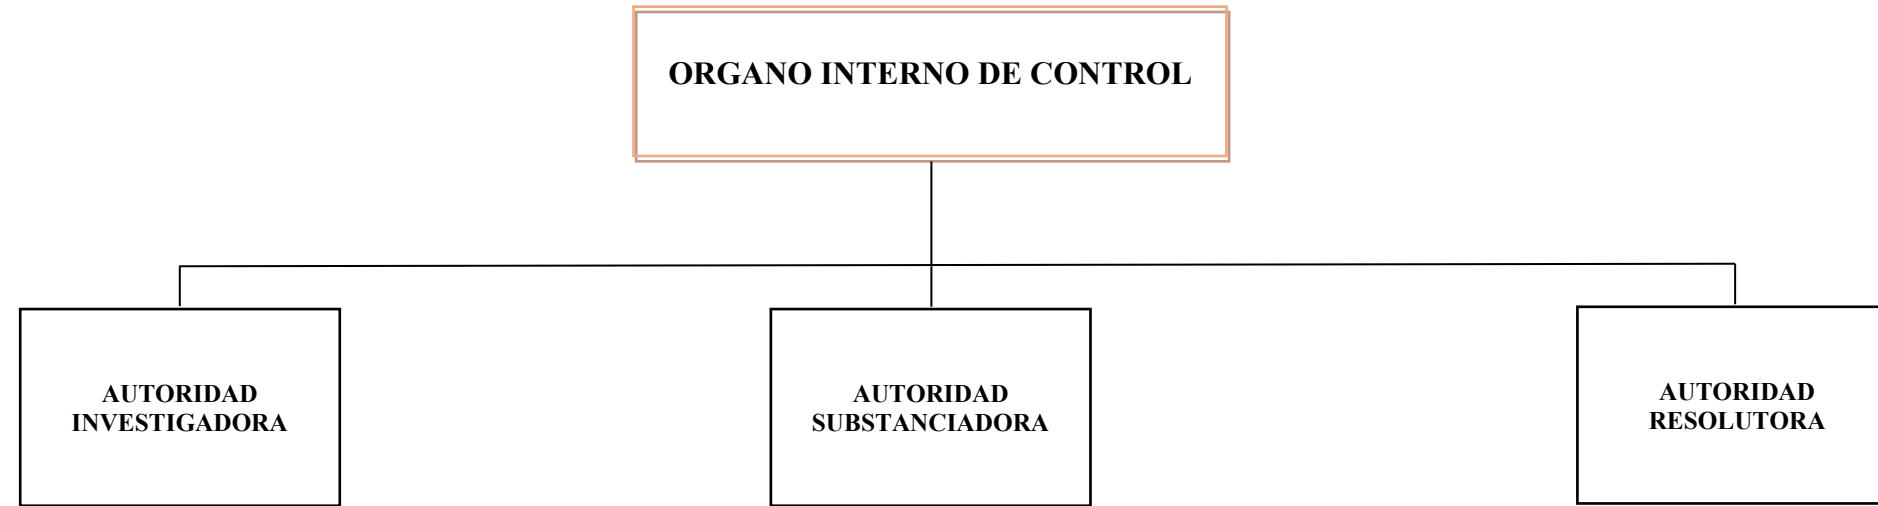 ORGANO INTERNO DE CONTROL
AUTORIDAD
INVESTIGADORA
AUTORIDAD
SUBSTANCIADORA
AUTORIDAD
RESOLUTORA